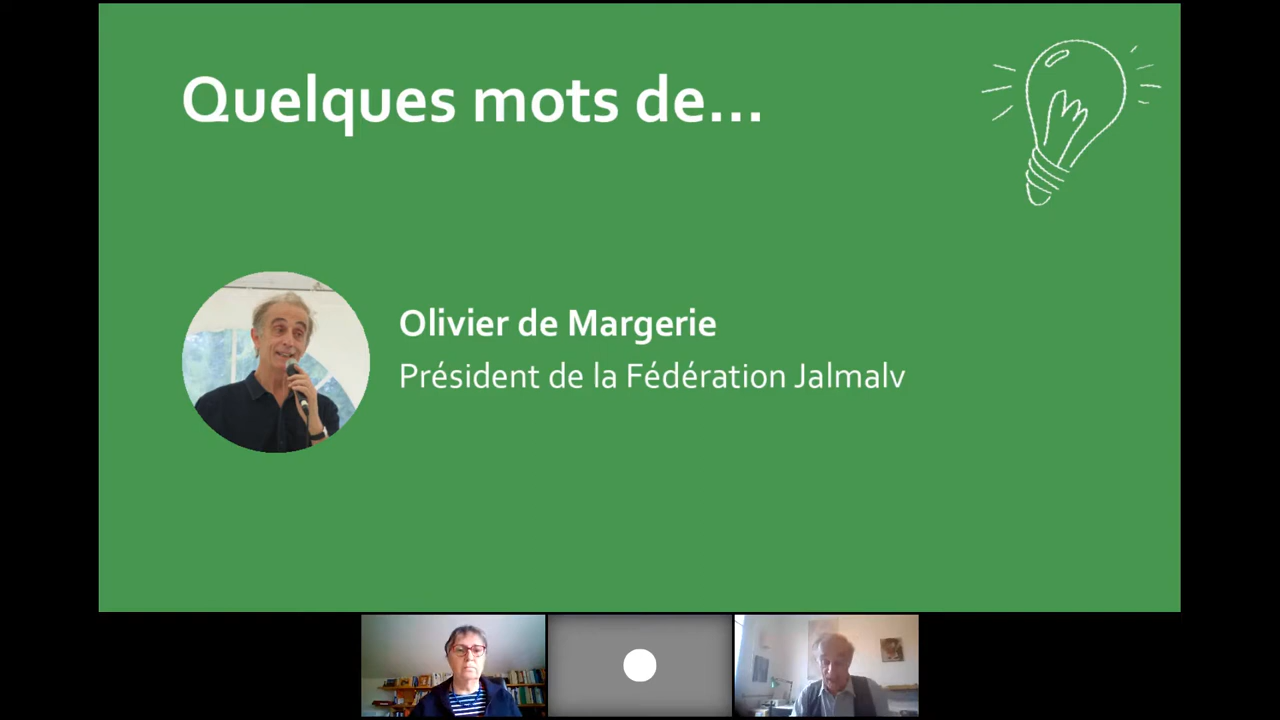 Quelques mots de...
Olivier de Margerie
Président de la Fédération Jalmalv